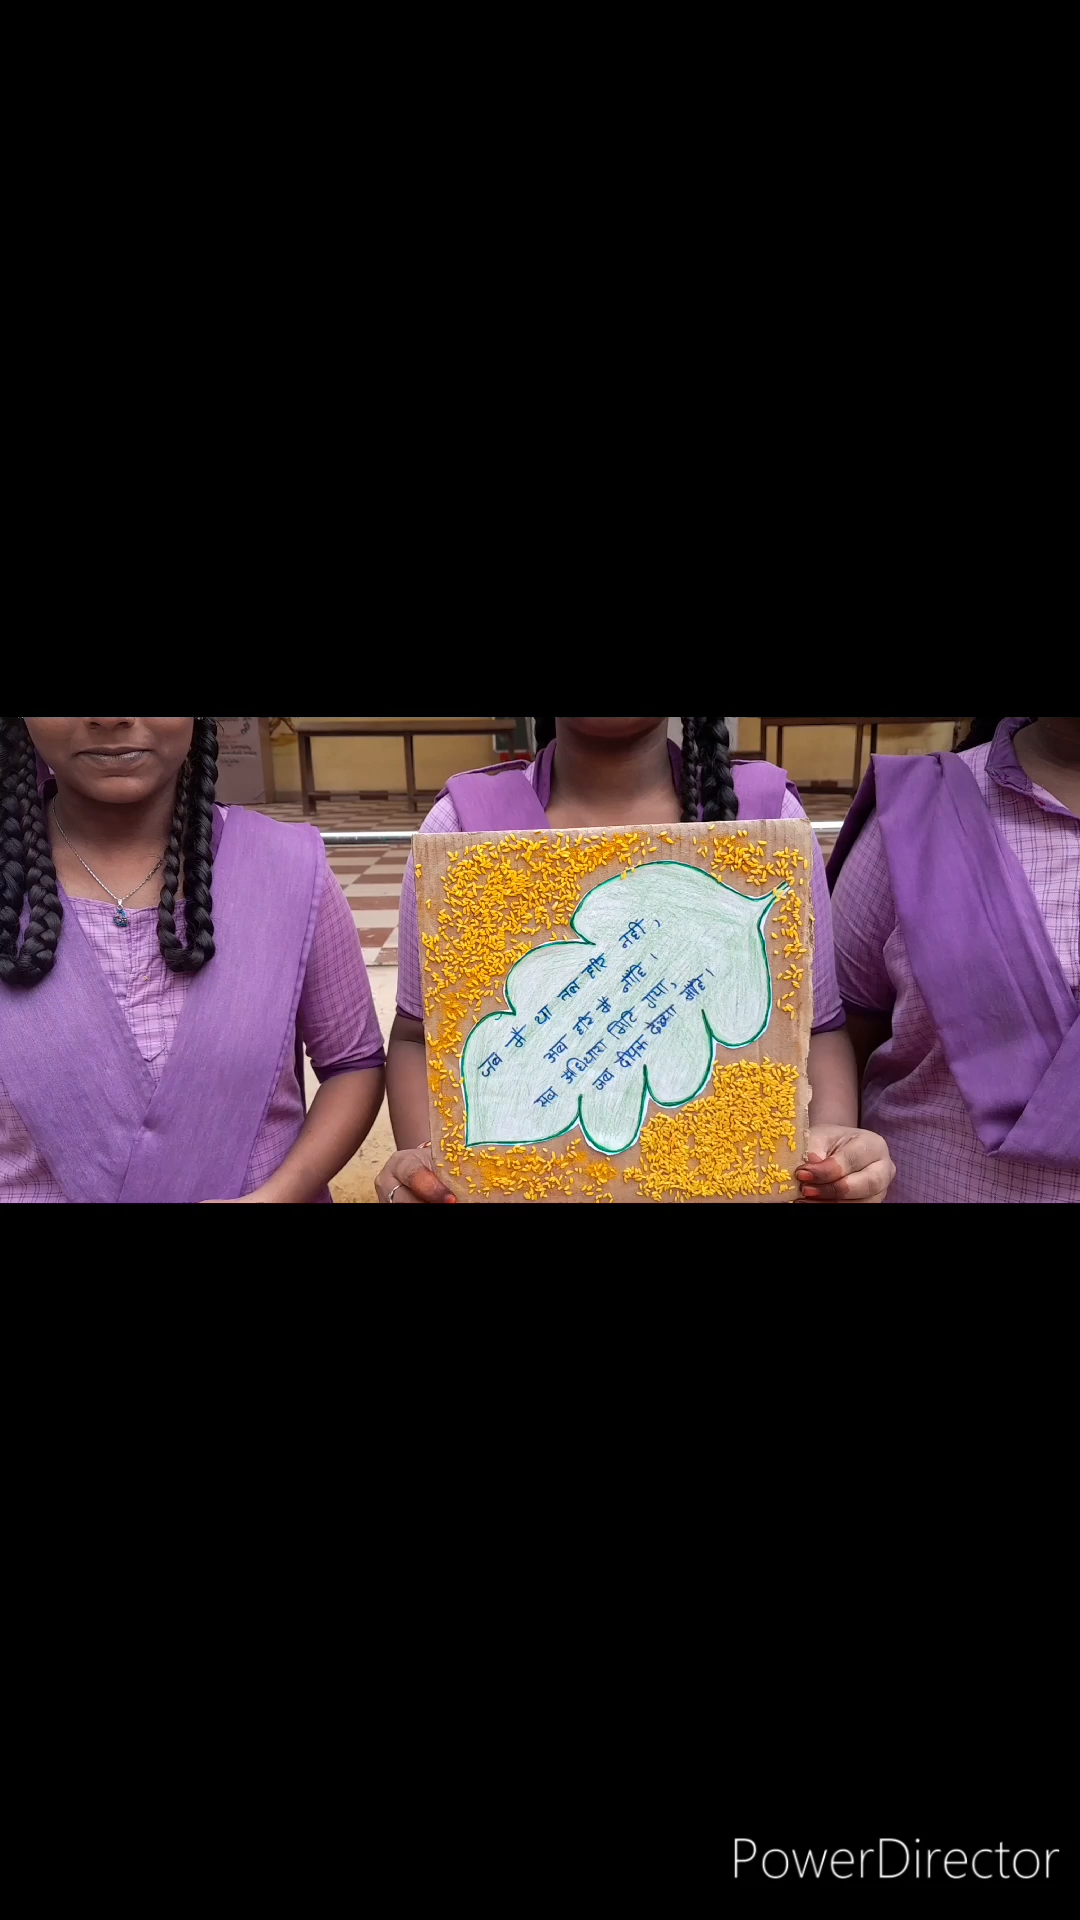 जब मैं था तब हरि नहीं,
अब हरि मैं नाँहि।
सब अँधियारा मिटि गया,
जब दीपक देख्या माँहि।
PowerDirector